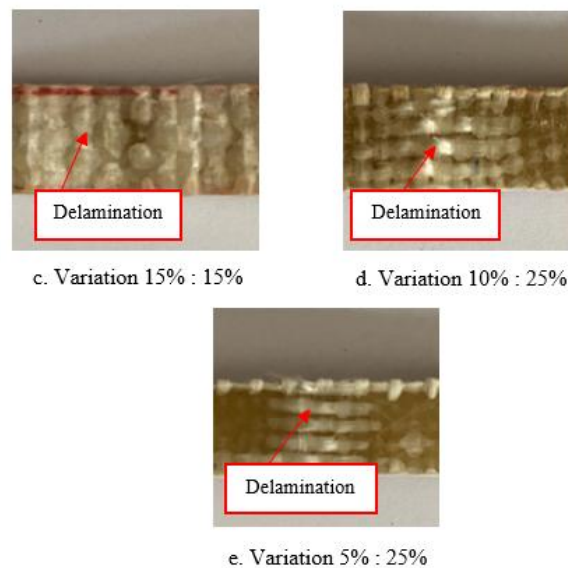 Delamination
Delamination
c. Variation 15% : 15%
d. Variation 10% : 25%
Delamination
e. Variation 5% : 25%